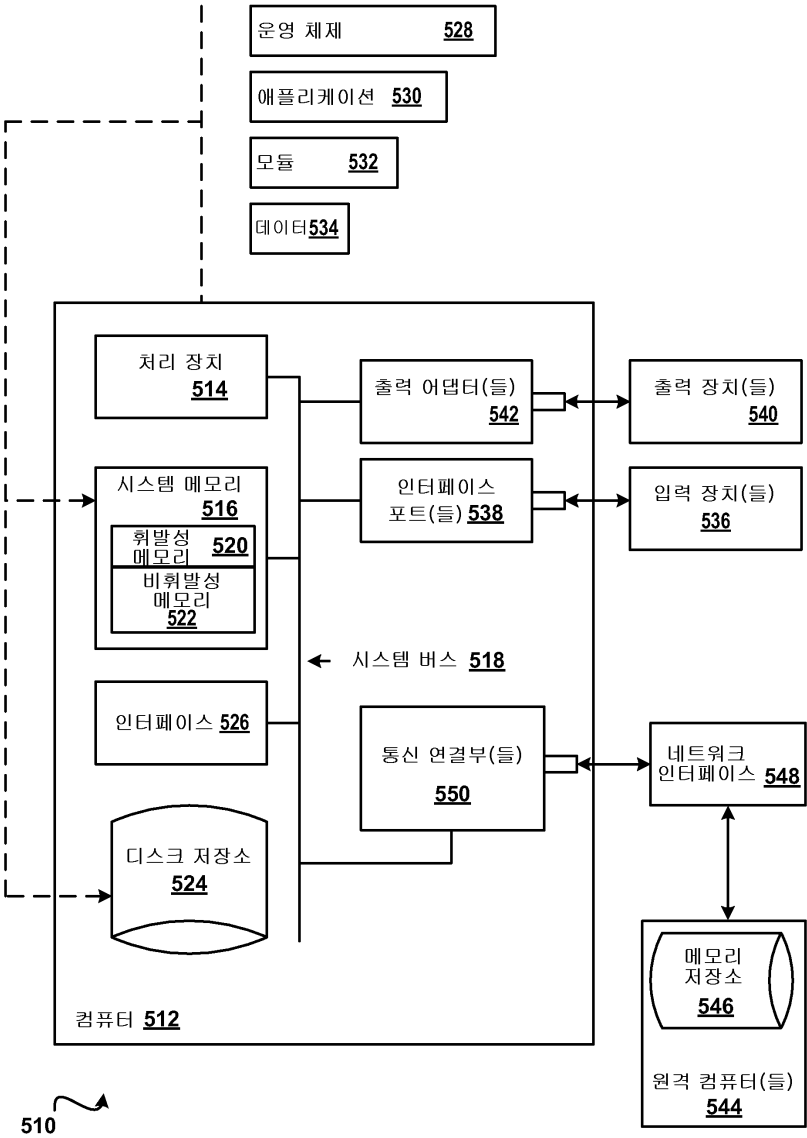 운영 체제 528
애플리케이션 530
모듈 532
데이터 534
처리 장치
514
출력 어댑터(들)
542
출력 장치(들)
540
시스템 메모리
516
휘발성
메모리 520
비휘발성
메모리
522
인터페이스
포트(들) 538
입력 장치(들)
536
시스템 버스 518
인터페이스 526
통신 연결부(들)
550
네트워크
인터페이스 548
디스크 저장소
524
메모리
저장소
546
컴퓨터 512
원격 컴퓨터(들)
544
510